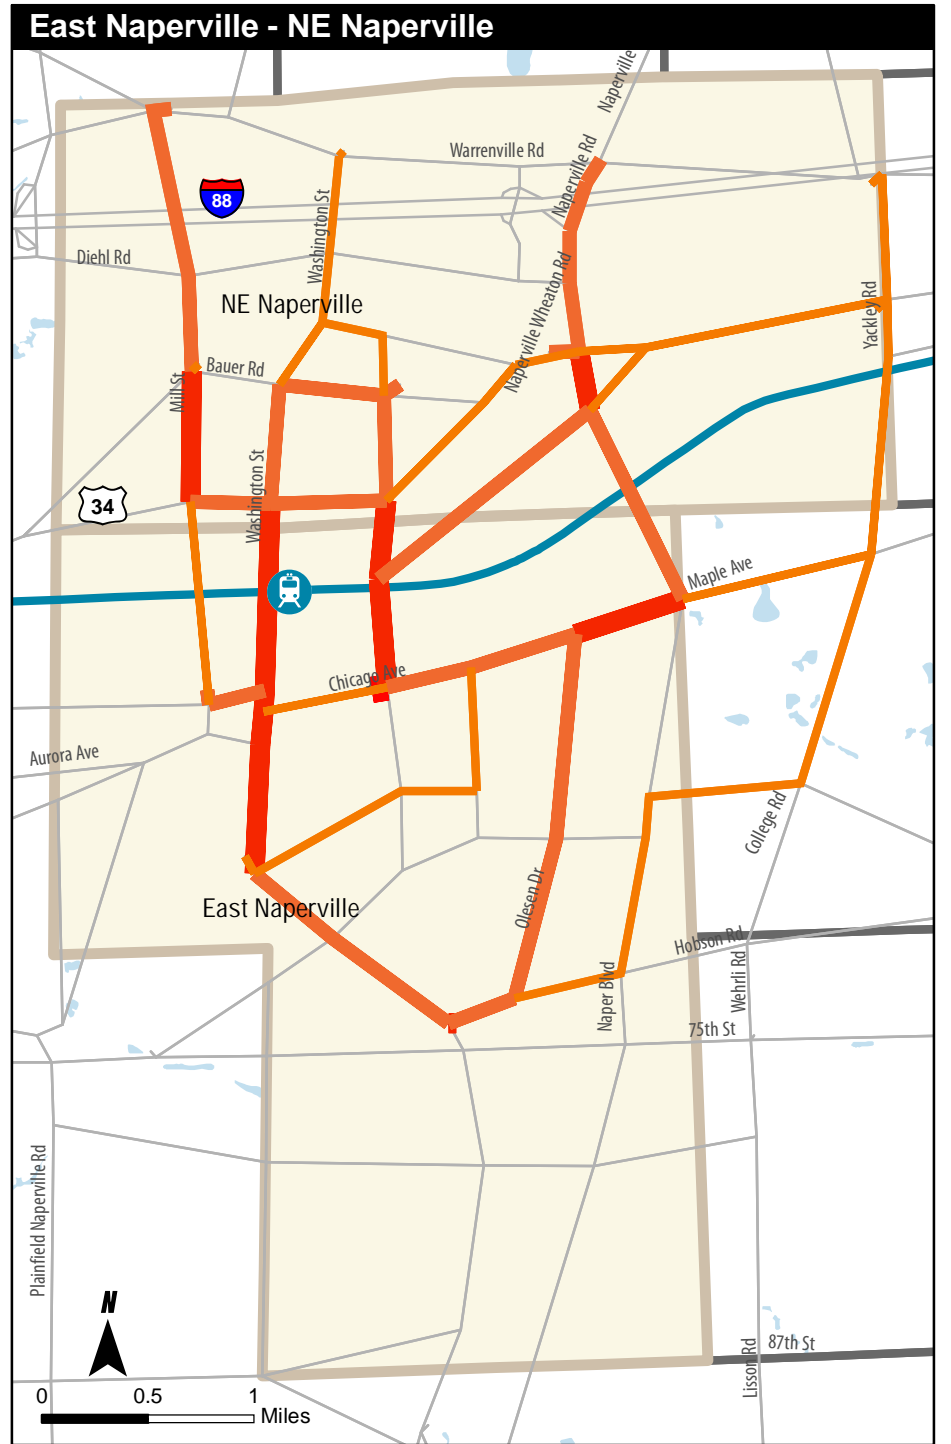 East Naperville - NE Naperville
Naperville
Warrenville Rd
Naperville Rd
88
Washington St
Diehl Rd
NE Naperville
Naperville Wheaton Rd
Yackley Rd
Bauer Rd
Mill St
Washington St
34
Maple Ave
Chicago Ave
Aurora Ave
College Rd
Olesen Dr
East Naperville
Hobson Rd
Wehrli Rd
Naper Blvd
75th St
Plainfield Naperville Rd
N
87th St
Lisson Rd
0 0.5 1
Miles